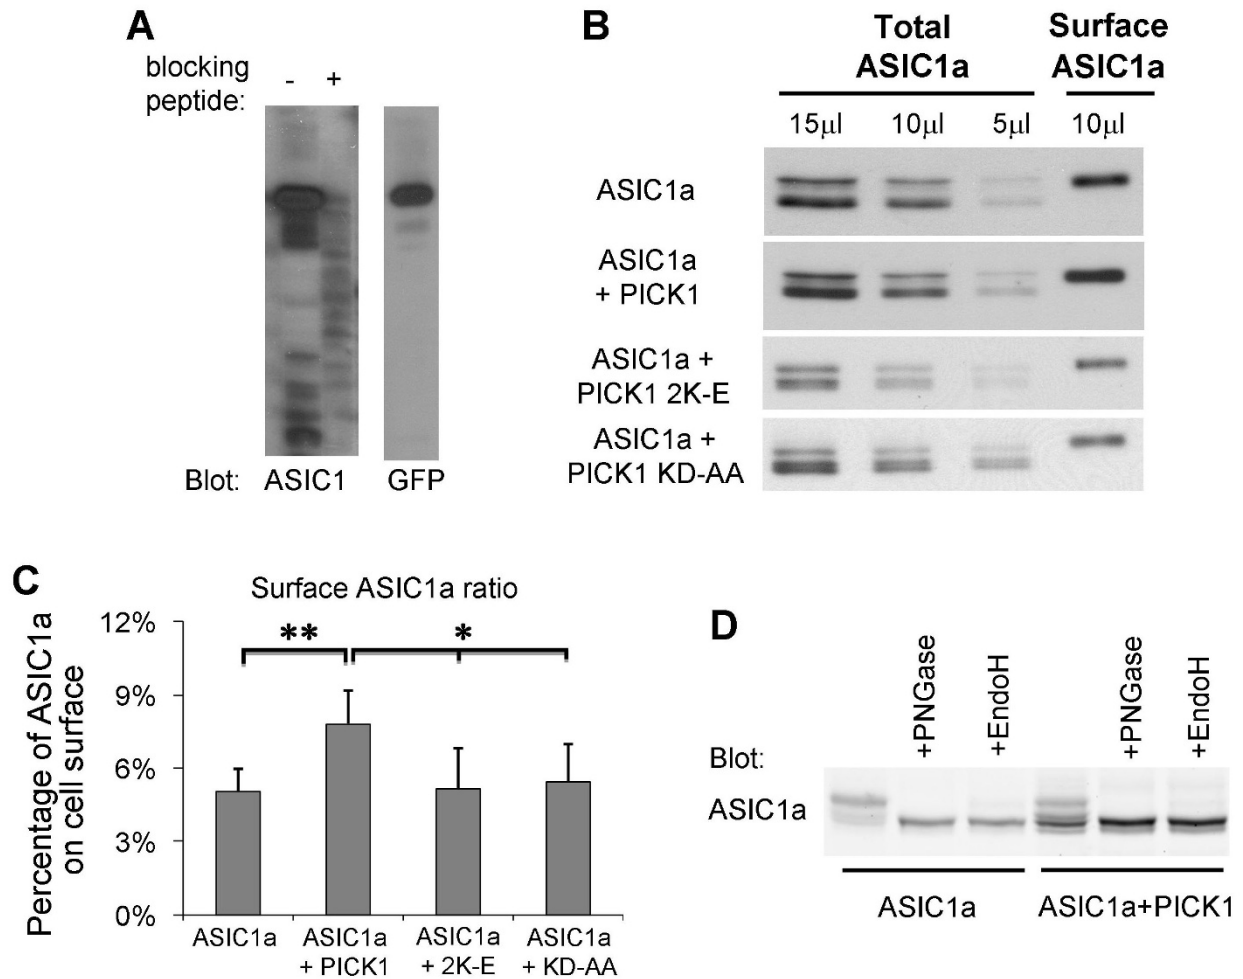 A
blocking
peptide:
- +
Blot: ASIC1 GFP
B
Total
ASIC1a
Surface
ASIC1a
15µl 10µl 5µl 10µl
ASIC1a
ASIC1a
+ PICK1
ASIC1a +
PICK1 2K-E
ASIC1a +
PICK1 KD-AA
C
Surface ASIC1a ratio
Percentage of ASIC1a
on cell surface
12%
9%
6%
3%
0%
**
*
ASIC1a
ASIC1a
+ PICK1
ASIC1a
+ 2K-E
ASIC1a
+ KD-AA
D
Blot:
ASIC1a
+PNGase
+EndoH
+PNGase
+EndoH
ASIC1a
ASIC1a+PICK1